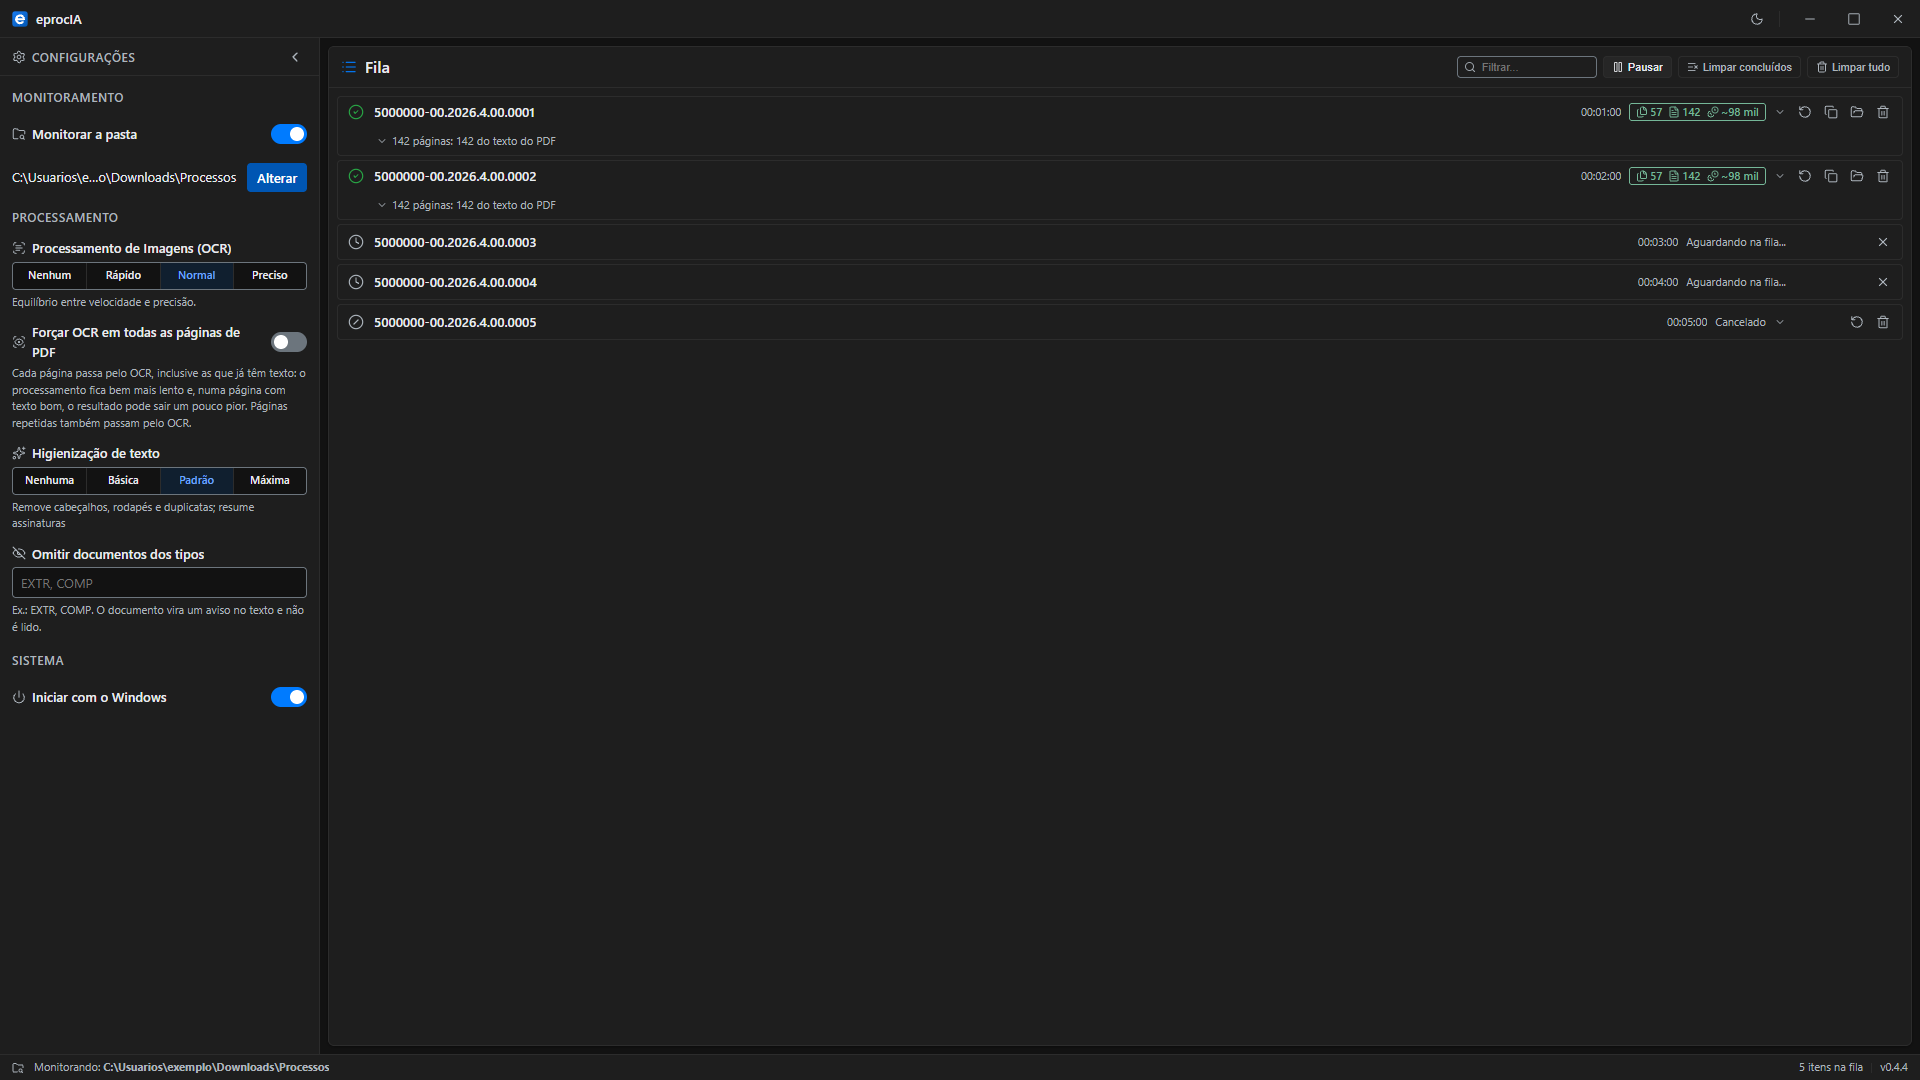 eprocIA
CONFIGURAÇÕES
MONITORAMENTO
Monitorar a pasta
C:\Usuarios\e...o\Downloads\Processos
Alterar
PROCESSAMENTO
Processamento de Imagens (OCR)
Nenhum Rápido Normal Preciso
Equilíbrio entre velocidade e precisão.
Forçar OCR em todas as páginas de
PDF
Cada página passa pelo OCR, inclusive as que já têm texto: o
processamento fica bem mais lento e, numa página com
texto bom, o resultado pode sair um pouco pior. Páginas
repetidas também passam pelo OCR.
Higienização de texto
Nenhuma Básica Padrão Máxima
Remove cabeçalhos, rodapés e duplicatas; resume
assinaturas
Omitir documentos dos tipos
EXTR, COMP
Ex.: EXTR, COMP. O documento vira um aviso no texto e não
é lido.
SISTEMA
Iniciar com o Windows
Fila
Filtrar...
Pausar
Limpar concluídos
Limpar tudo
5000000-00.2026.4.00.0001 00:01:00 57 142 ~98 mil
142 páginas: 142 do texto do PDF
5000000-00.2026.4.00.0002 00:02:00 57 142 ~98 mil
142 páginas: 142 do texto do PDF
5000000-00.2026.4.00.0003 00:03:00 Aguardando na fila...
5000000-00.2026.4.00.0004 00:04:00 Aguardando na fila...
5000000-00.2026.4.00.0005 00:05:00 Cancelado
Monitorando: C:\Usuarios\exemplo\Downloads\Processos
5 itens na fila v0.4.4